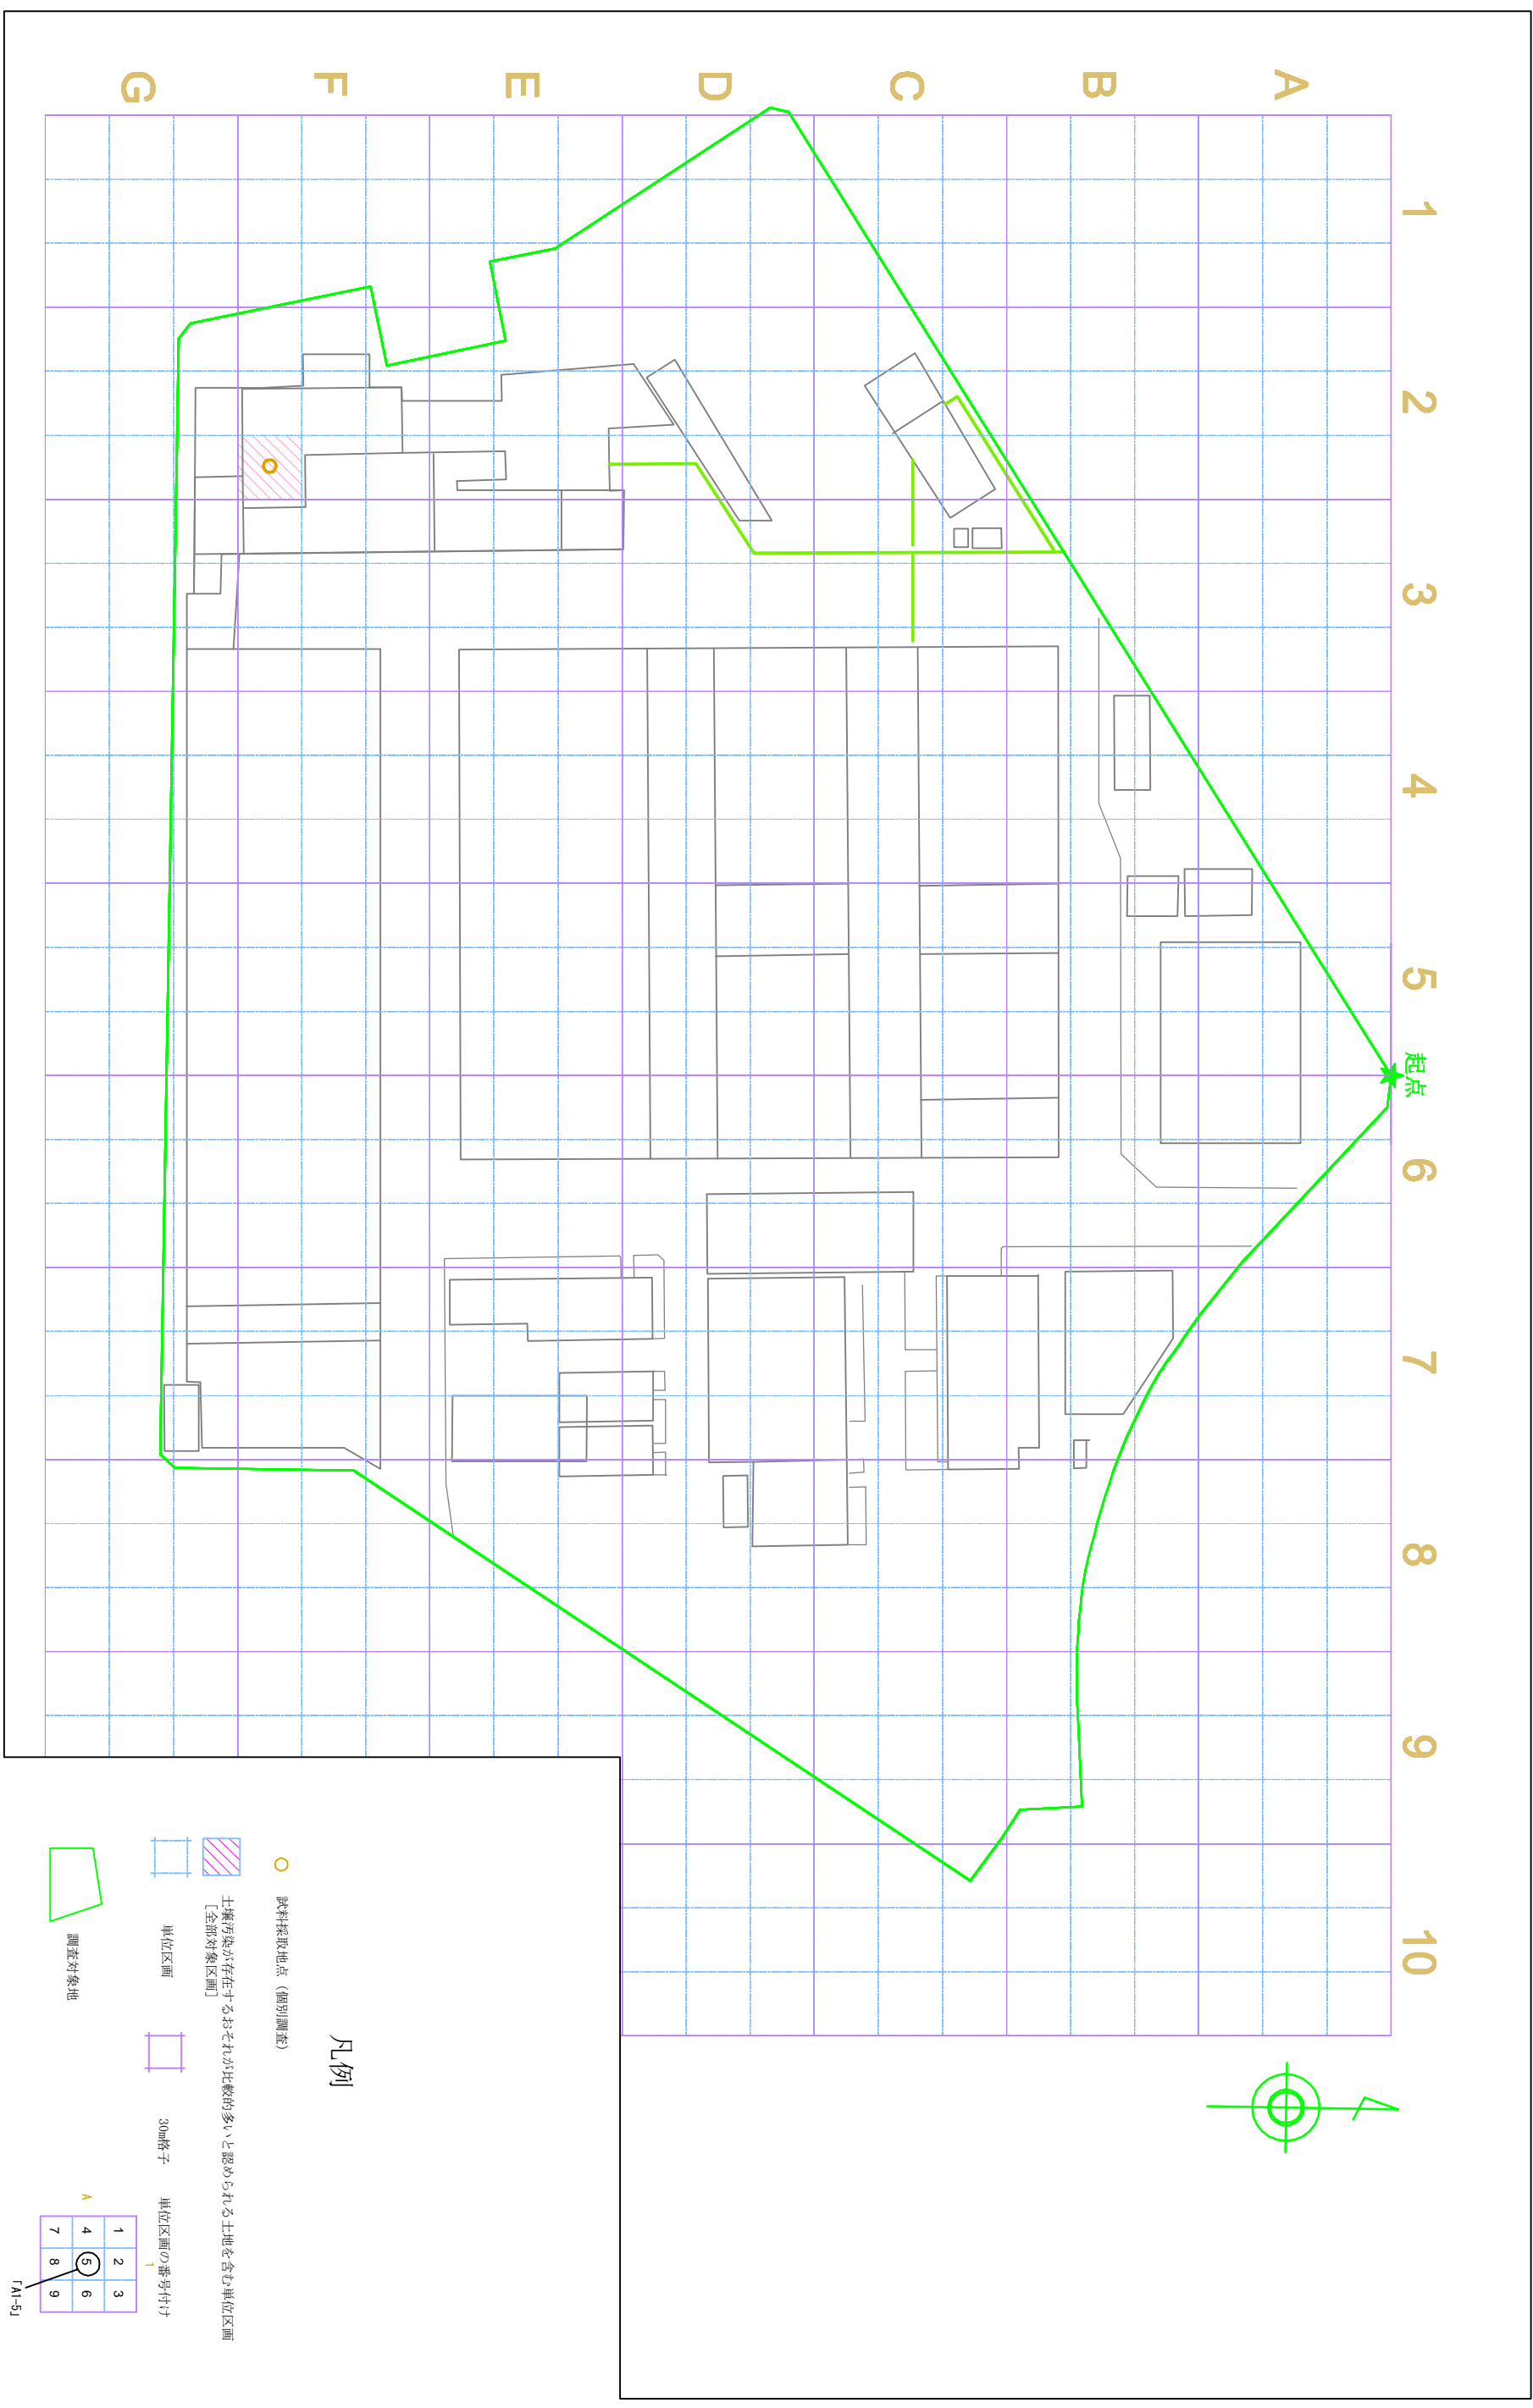 A
B
C
D
E
F
G
1
2
3
4
5
6
7
8
9
10
起点
凡例
試料採取地点（個別調査）
土壌汚染が存在するおそれが比較的多いと認められる土地を含む単位区画
［全部対象区画］
単位区画
30m格子
単位区画の番号付け
調査対象地
1
A
1 2 3
4 5 6
7 8 9
「A1-5」